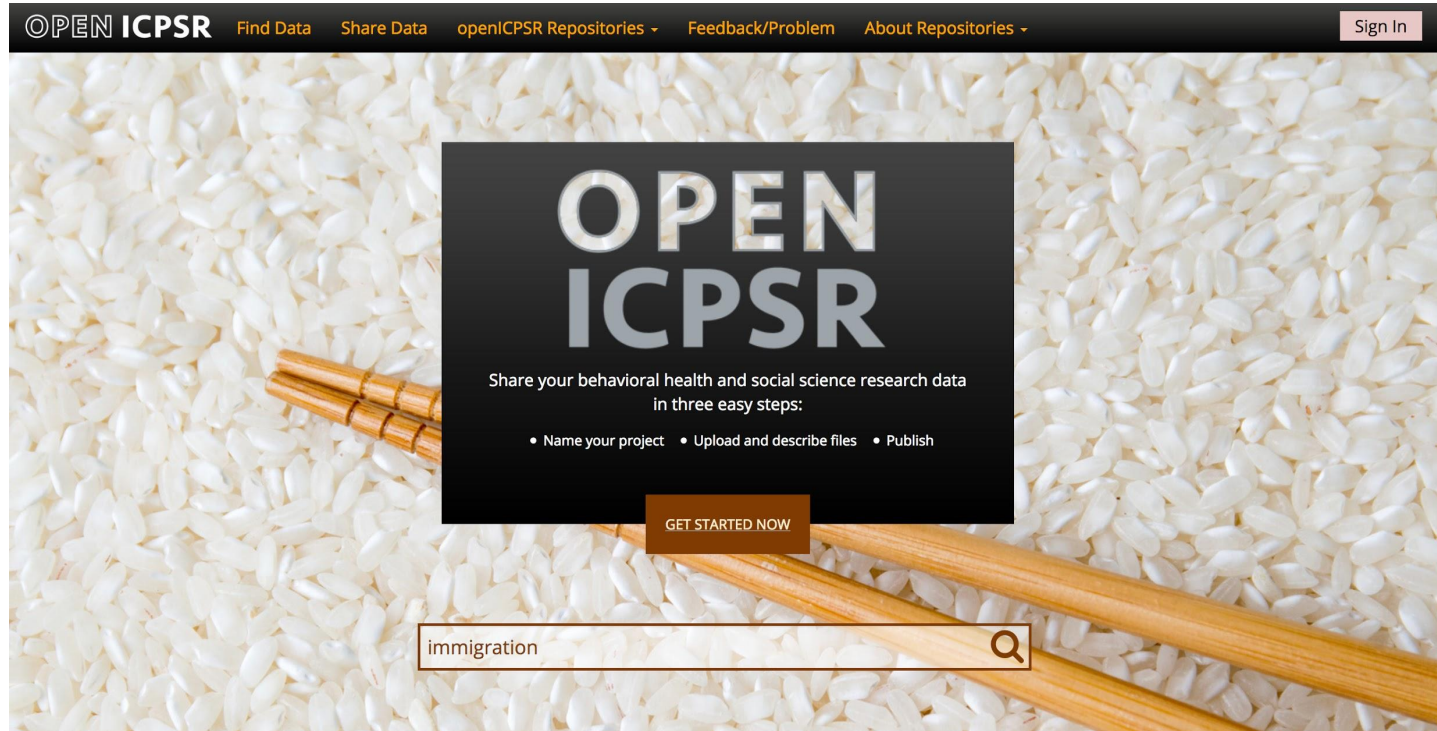 OPEN ICPSR Find Data Share Data openICPSR Repositories Feedback/Problem About Repositories Sign In
OPEN
ICPSR
Share your behavioral health and social science research data
in three easy steps:
• Name your project • Upload and describe files • Publish
GET STARTED NOW
immigration